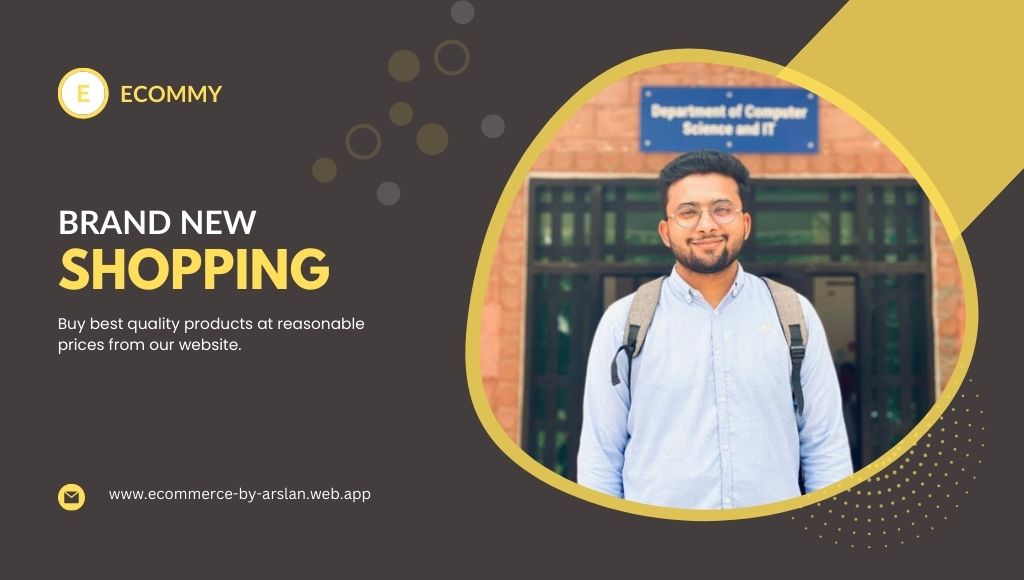 E
ECOMMY
BRAND NEW
SHOPPING
Buy best quality products at reasonable
prices from our website.
www.ecommerce-by-arslan.web.app
Department of Computer
Science and IT